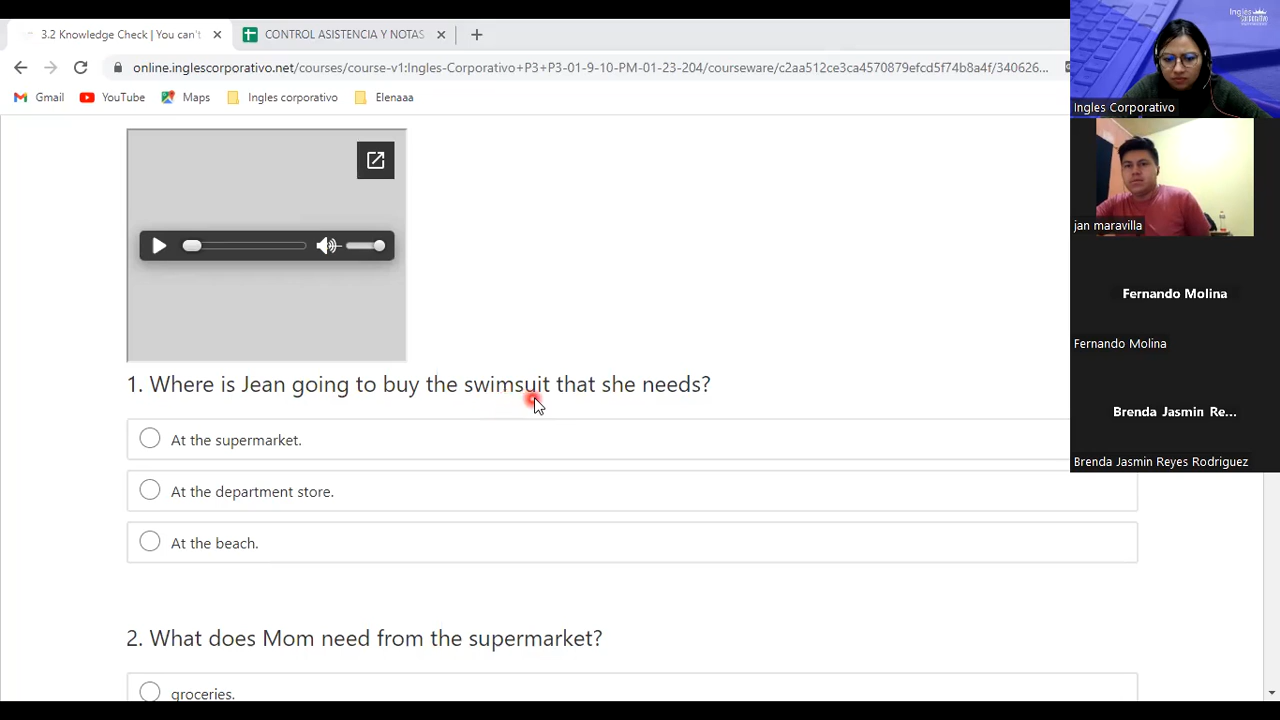 3.2 Knowledge Check | You can't
CONTROL ASISTENCIA Y NOTAS
online.inglescorporativo.net/courses/course-v1:Ingles-Corporativo+P3+P3-01-9-10-PM-01-23-204/courseware/c2aa512ce3ca4570879efcd5f74b8a4f/340626...
Gmail
YouTube
Maps
Ingles corporativo
Elenaaa
1. Where is Jean going to buy the swimsuit that she needs?
At the supermarket.
At the department store.
At the beach.
2. What does Mom need from the supermarket?
groceries.
Inglés
CORPORATIVO
Ingles Corporativo
jan maravilla
Fernando Molina
Fernando Molina
Brenda Jasmin Re...
Brenda Jasmin Reyes Rodriguez